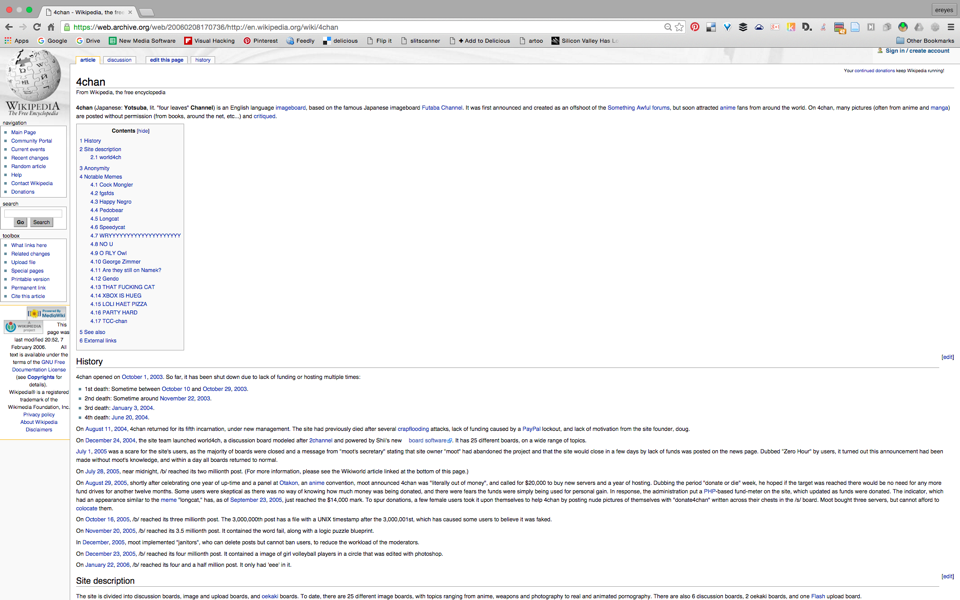 4chan - Wikipedia, the fre
ereyes
https://web.archive.org/web/20060208170736/http://en.wikipedia.org/wiki/4chan
Apps Google Drive New Media Software Visual Hacking Pinterest Feedly delicious Flip it slitscanner + Add to Delicious artoo Silicon Valley Has L Other Bookmarks
Sign in / create account
article discussion edit this page history
Your continued donations keep Wikipedia running!
4chan
From Wikipedia, the free encyclopedia
4chan (Japanese: Yotsuba, lit. "four leaves" Channel) is an English language imageboard, based on the famous Japanese imageboard Futaba Channel. It was first announced and created as an offshoot of the Something Awful forums, but soon attracted anime fans from around the world. On 4chan, many pictures (often from anime and manga)
are posted without permission (from books, around the net, etc...) and critiqued.
WIKIPEDIA
The Free Encyclopedia
navigation
Main Page
Community Portal
Current events
Recent changes
Random article
Help
Contact Wikipedia
Donations
search
Go Search
toolbox
What links here
Related changes
Upload file
Special pages
Printable version
Permanent link
Cite this article
Powered By
MediaWiki
WIKIMEDIA
This
page was
last modified 20:52, 7
February 2006. All
text is available under the
terms of the GNU Free
Documentation License
(see Copyrights for
details).
Wikipedia® is a registered
trademark of the
Wikimedia Foundation, Inc.
Privacy policy
About Wikipedia
Disclaimers
Contents [hide]
1 History
2 Site description
2.1 world4ch
3 Anonymity
4 Notable Memes
4.1 Cock Mongler
4.2 fgsfds
4.3 Happy Negro
4.4 Pedobear
4.5 Longcat
4.6 Speedycat
4.7 WRYYYYYYYYYYYYYYYYYYYY
4.8 NO U
4.9 O RLY Owl
4.10 George Zimmer
4.11 Are they still on Namek?
4.12 Gendo
4.13 THAT FUCKING CAT
4.14 XBOX IS HUEG
4.15 LOLI HAET PIZZA
4.16 PARTY HARD
4.17 TCC-chan
5 See also
6 External links
History [edit]
4chan opened on October 1, 2003. So far, it has been shut down due to lack of funding or hosting multiple times:
1st death: Sometime between October 10 and October 29, 2003.
2nd death: Sometime around November 22, 2003.
3rd death: January 3, 2004.
4th death: June 20, 2004.
On August 11, 2004, 4chan returned for its fifth incarnation, under new management. The site had previously died after several crapflooding attacks, lack of funding caused by a PayPal lockout, and lack of motivation from the site founder, doug.
On December 24, 2004, the site team launched world4ch, a discussion board modeled after 2channel and powered by Shii's new board software. It has 25 different boards, on a wide range of topics.
July 1, 2005 was a scare for the site's users, as the majority of boards were closed and a message from "moot's secretary" stating that site owner "moot" had abandoned the project and that the site would close in a few days by lack of funds was posted on the news page. Dubbed "Zero Hour" by users, it turned out this announcement had been
made without moot's knowledge, and within a day all boards returned to normal.
On July 28, 2005, near midnight, /b/ reached its two millionth post. (For more information, please see the Wikiworld article linked at the bottom of this page.)
On August 29, 2005, shortly after celebrating one year of up-time and a panel at Otakon, an anime convention, moot announced 4chan was "literally out of money", and called for $20,000 to buy new servers and a year of hosting. Dubbing the period "donate or die" week, he hoped if the target was reached there would be no need for any more
fund drives for another twelve months. Some users were skeptical as there was no way of knowing how much money was being donated, and there were fears the funds were simply being used for personal gain. In response, the administration put a PHP-based fund-meter on the site, which updated as funds were donated. The indicator, which
had an appearance similar to the meme "longcat," has, as of September 23, 2005, just reached the $14,000 mark. To spur donations, a few female users took it upon themselves to help 4chan by posting nude pictures of themselves with "donate4chan" written across their chests in the /s/ board. Moot bought three servers, but cannot afford to
colocate them.
On October 16, 2005, /b/ reached its three millionth post. The 3,000,000th post has a file with a UNIX timestamp after the 3,000,001st, which has caused some users to believe it was faked.
On November 20, 2005, /b/ reached its 3.5 millionth post. It contained the word fail, along with a logic puzzle blueprint.
In December, 2005, moot implemented "janitors", who can delete posts but cannot ban users, to reduce the workload of the moderators.
On December 23, 2005, /b/ reached its four millionth post. It contained a image of girl volleyball players in a circle that was edited with photoshop.
On January 22, 2006, /b/ reached its four and a half million post. It only had 'eee' in it.
Site description [edit]
The site is divided into discussion boards, image and upload boards, and oekaki boards. To date, there are 25 different image boards, with topics ranging from anime, weapons and photography to real and animated pornography. There are also 6 discussion boards, 2 oekaki boards, and one Flash upload board.